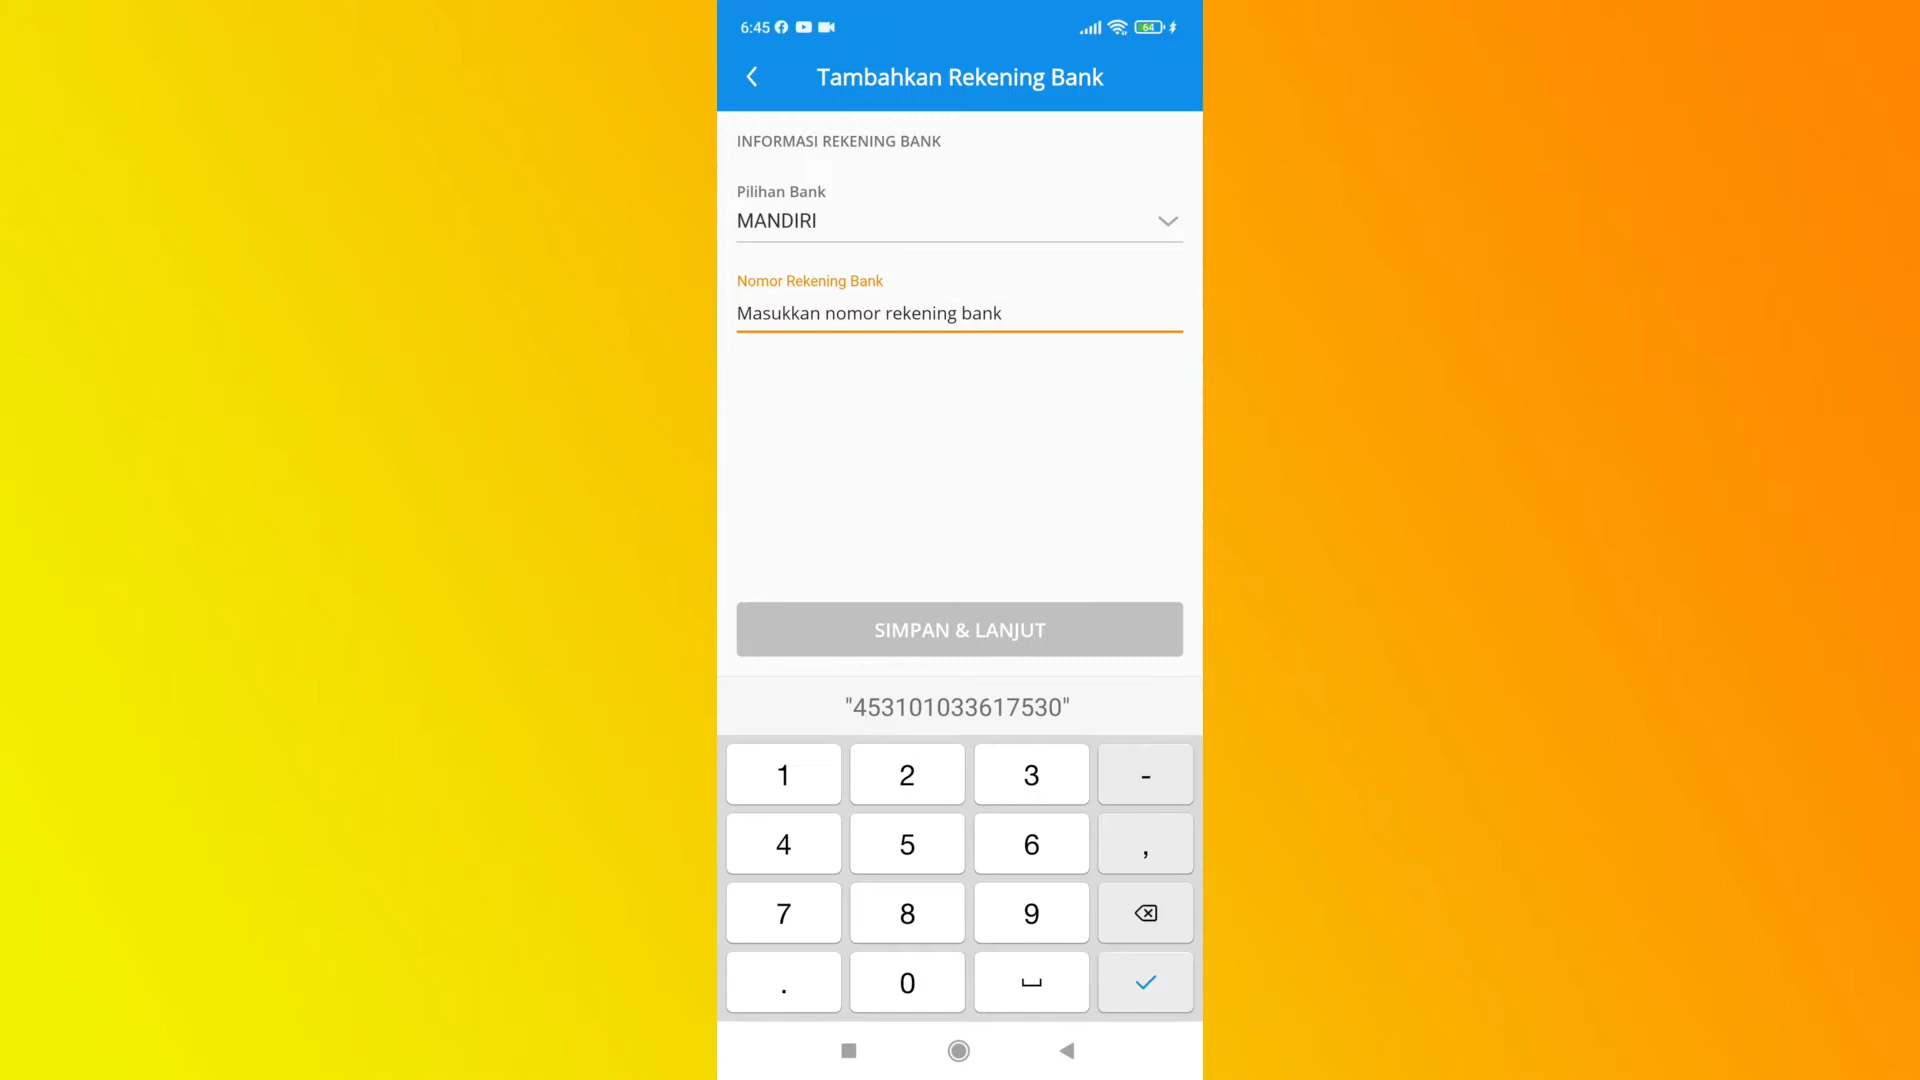 6:45
64
Tambahkan Rekening Bank
INFORMASI REKENING BANK
Pilihan Bank
MANDIRI
Nomor Rekening Bank
Masukkan nomor rekening bank
SIMPAN & LANJUT
"453101033617530"
1 2 3 -
4 5 6 ,
7 8 9
. 0